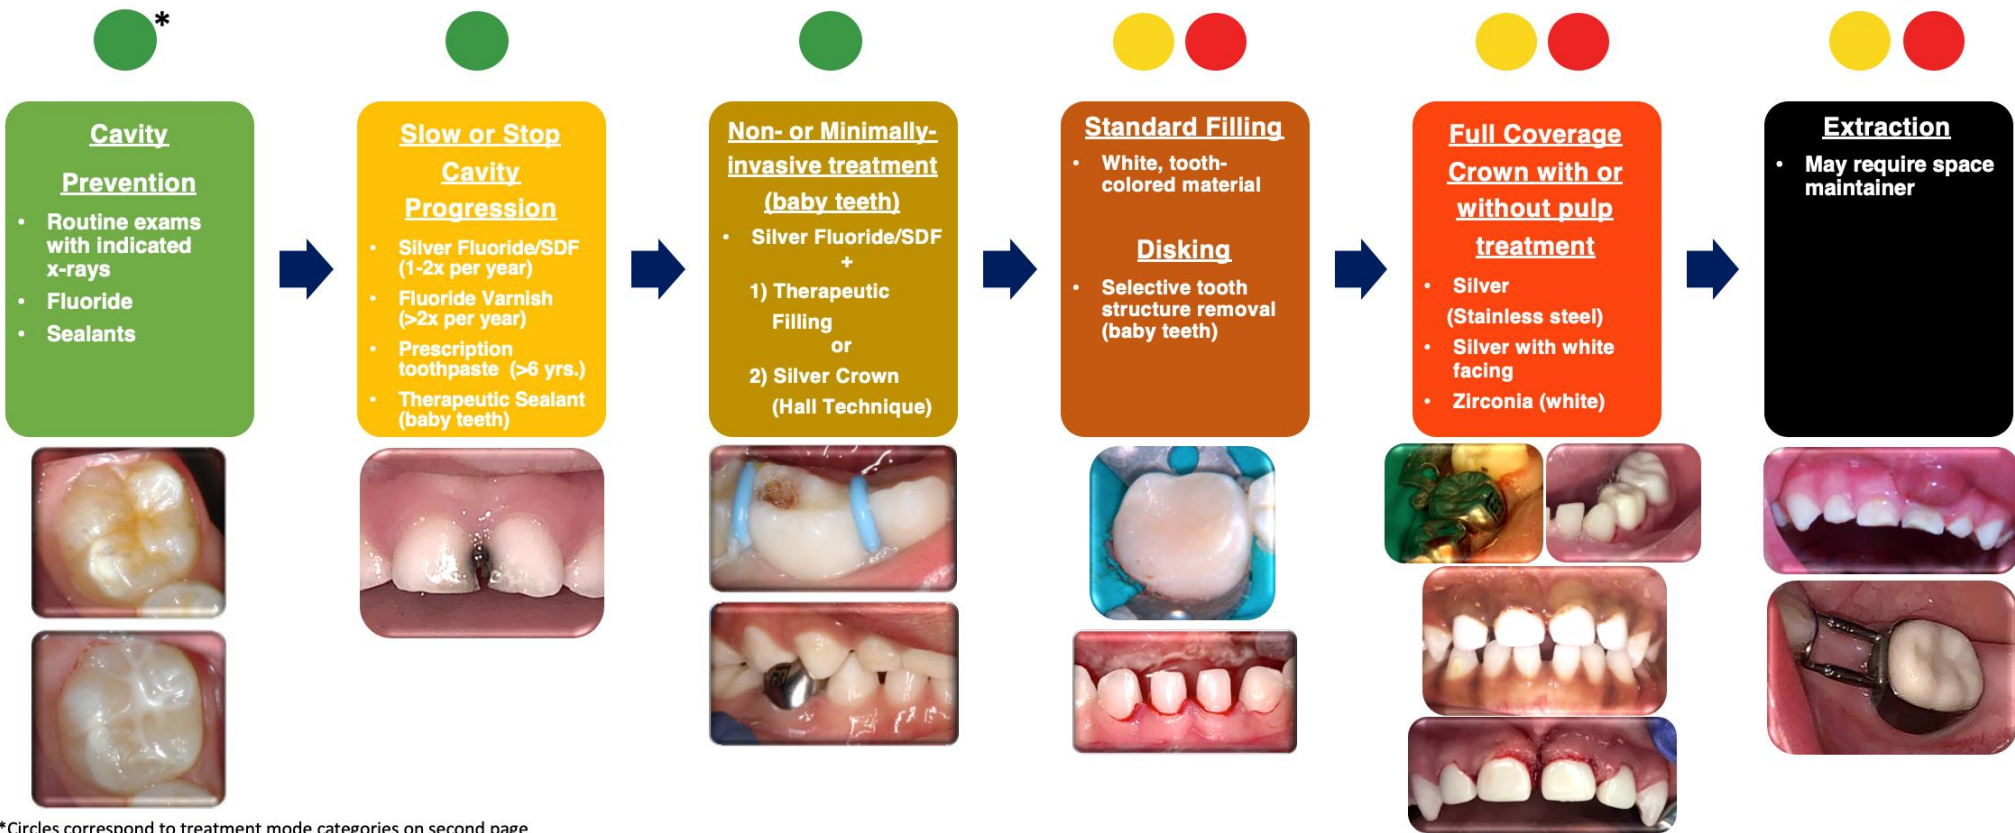 *
Cavity
Prevention
• Routine exams
with indicated
x-rays
• Fluoride
• Sealants
Slow or Stop
Cavity
Progression
• Silver Fluoride/SDF
(1-2x per year)
• Fluoride Varnish
(>2x per year)
• Prescription
toothpaste (>6 yrs.)
• Therapeutic Sealant
(baby teeth)
Non- or Minimally-
invasive treatment
(baby teeth)
• Silver Fluoride/SDF
+
1) Therapeutic
Filling
or
2) Silver Crown
(Hall Technique)
Standard Filling
• White, tooth-
colored material
Disking
• Selective tooth
structure removal
(baby teeth)
Full Coverage
Crown with or
without pulp
treatment
• Silver
(Stainless steel)
• Silver with white
facing
• Zirconia (white)
Extraction
• May require space
maintainer
*Circles correspond to treatment mode categories on second page